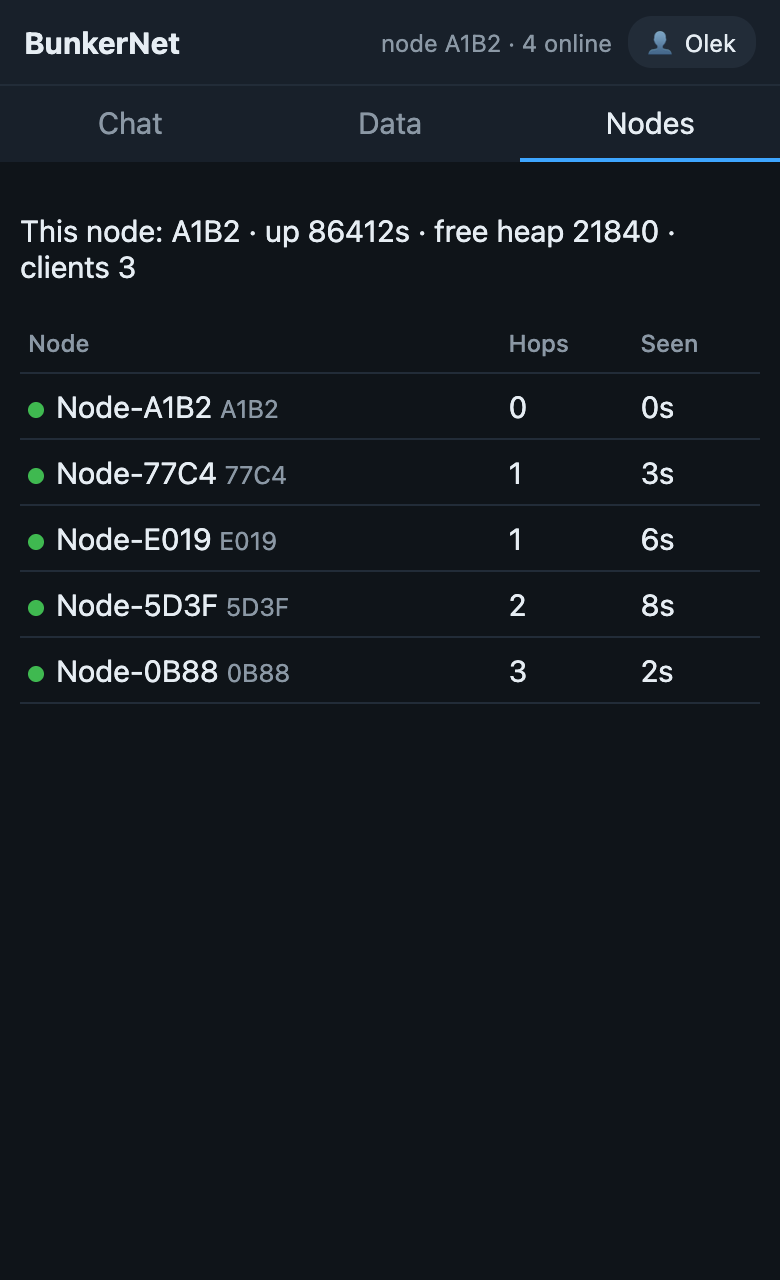 BunkerNet
node A1B2 · 4 online
Olek
Chat
Data
Nodes
This node: A1B2 · up 86412s · free heap 21840 ·
clients 3
Node Hops Seen
Node-A1B2 A1B2 0 0s
Node-77C4 77C4 1 3s
Node-E019 E019 1 6s
Node-5D3F 5D3F 2 8s
Node-0B88 0B88 3 2s